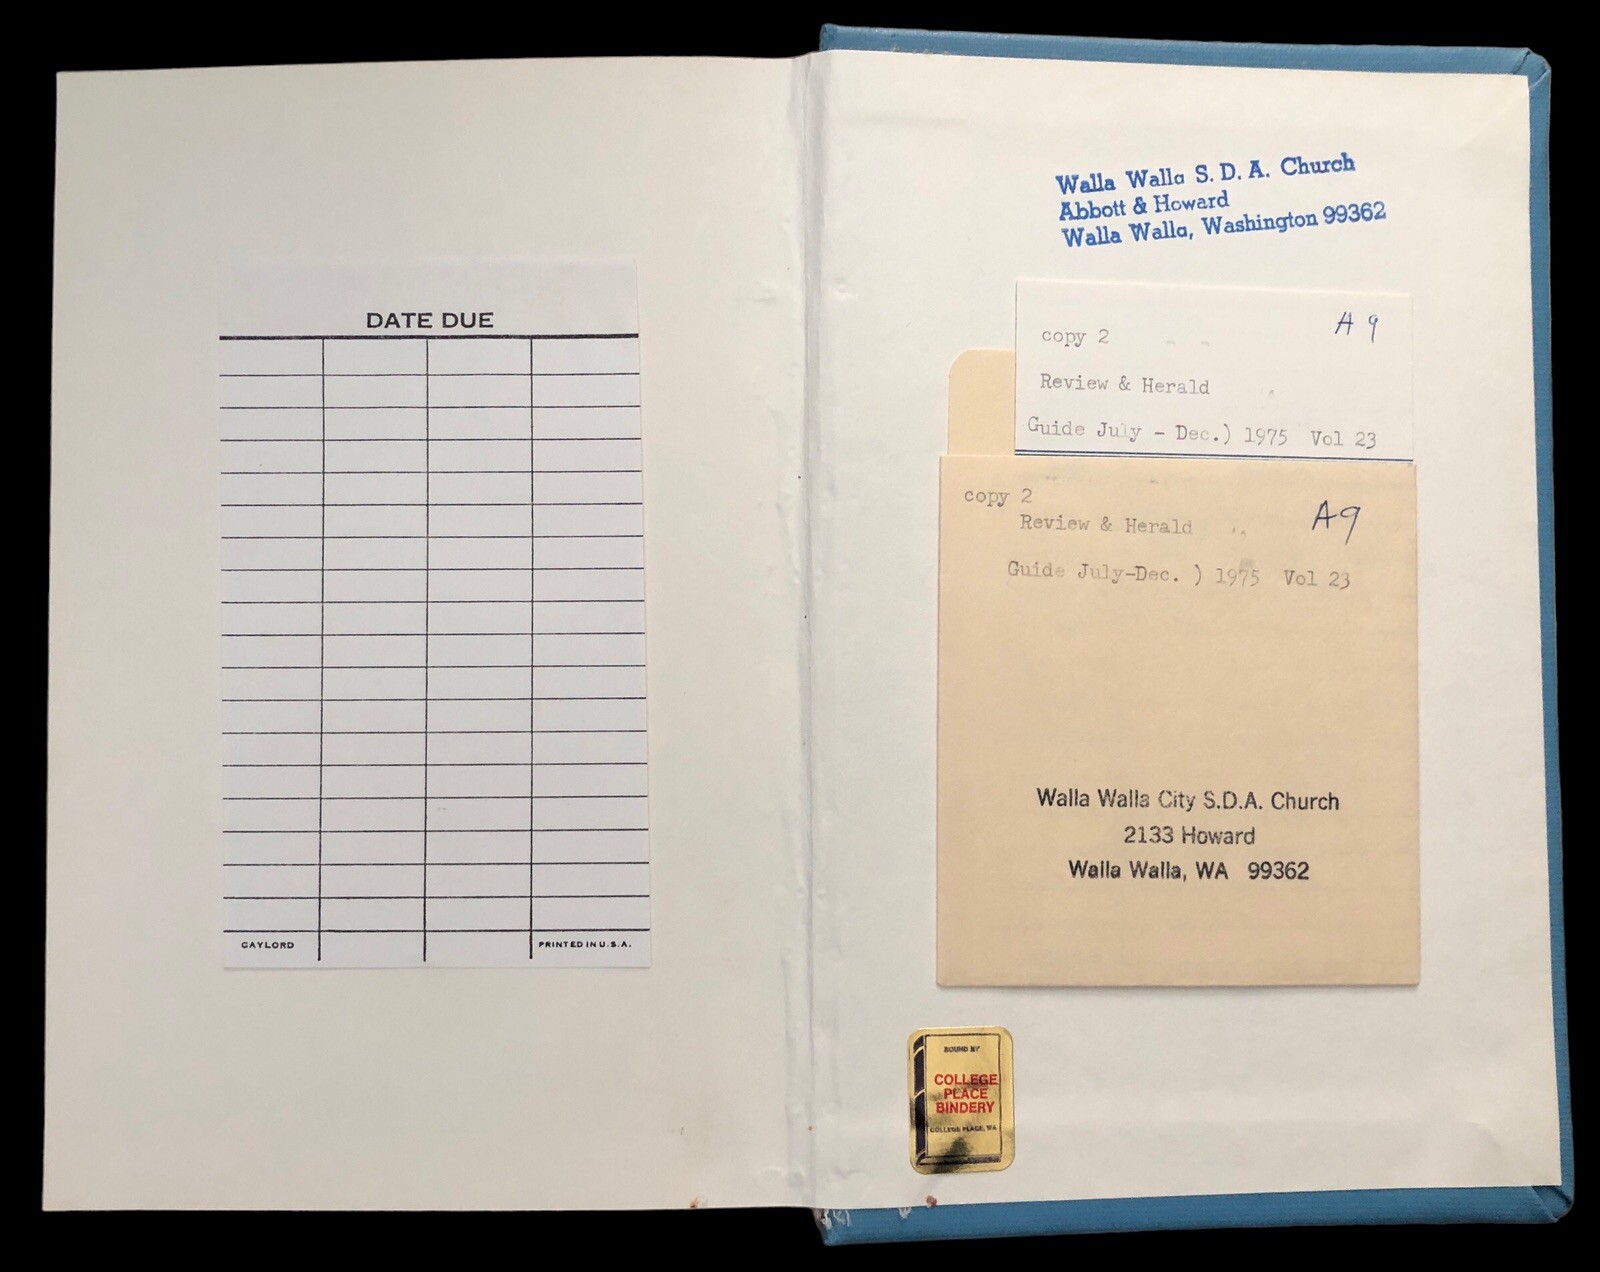 DATE DUE
GAYLORD
PRINTED IN U.S.A.
Walla Walla S. D. A. Church
Abbott & Howard
Walla Walla, Washington 99362
A 9
copy 2
Review & Herald
Guide July - Dec.) 1975 Vol 23
copy 2
A9
Review & Herald
Guide July-Dec. ) 1975 Vol 23
Walla Walla City S.D.A. Church
2133 Howard
Walla Walla, WA 99362
BOUND BY
COLLEGE
PLACE
BINDERY
COLLEGE PLACE, WA